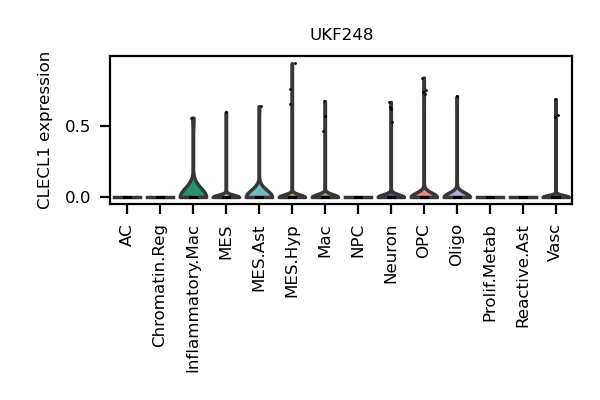 UKF248
CLECL1 expression
0.5
0.0
AC
Chromatin.Reg
Inflammatory.Mac
MES
MES.Ast
MES.Hyp
Mac
NPC
Neuron
OPC
Oligo
Prolif.Metab
Reactive.Ast
Vasc